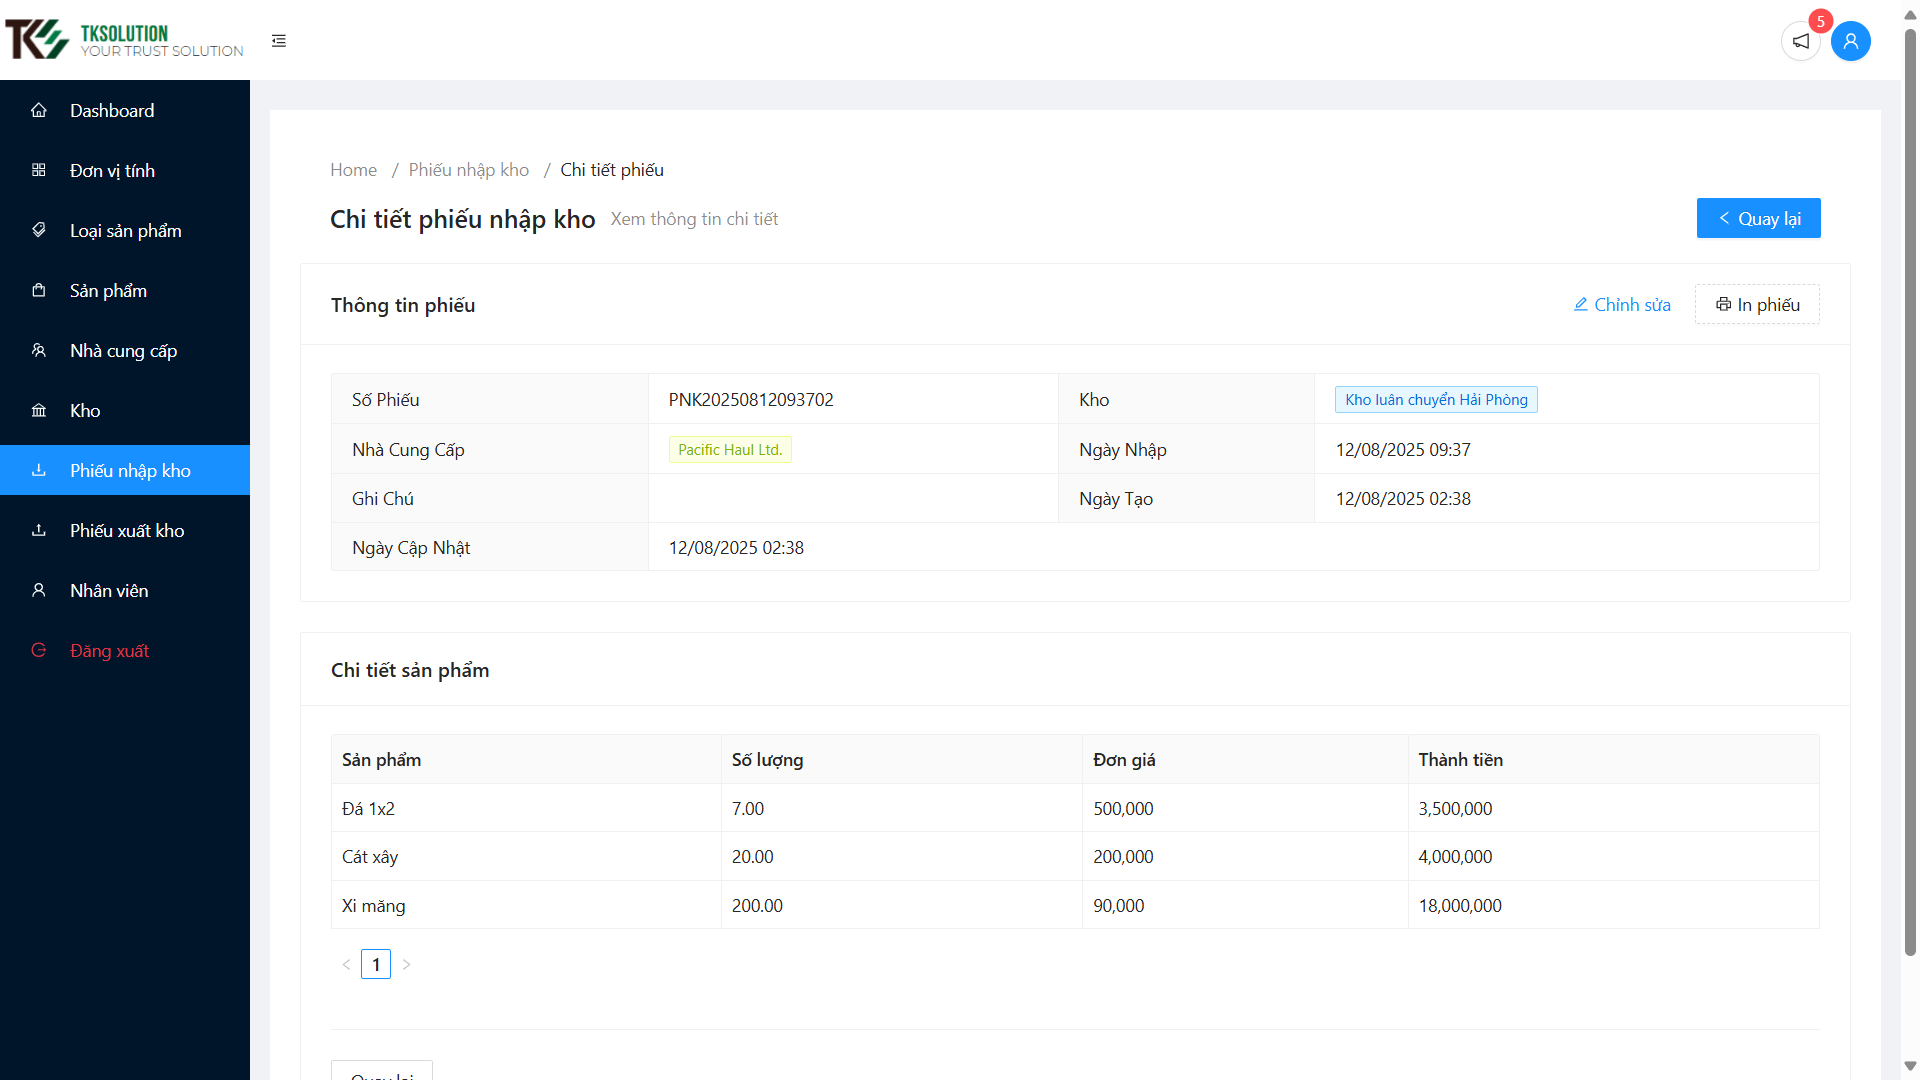 TKS TKSOLUTION
YOUR TRUST SOLUTION
5
Dashboard
Đơn vị tính
Loại sản phẩm
Sản phẩm
Nhà cung cấp
Kho
Phiếu nhập kho
Phiếu xuất kho
Nhân viên
Đăng xuất
Home / Phiếu nhập kho / Chi tiết phiếu
Chi tiết phiếu nhập kho Xem thông tin chi tiết
Quay lại
Thông tin phiếu
Chỉnh sửa
In phiếu
Số Phiếu PNK20250812093702 Kho Kho luân chuyển Hải Phòng
Nhà Cung Cấp Pacific Haul Ltd. Ngày Nhập 12/08/2025 09:37
Ghi Chú Ngày Tạo 12/08/2025 02:38
Ngày Cập Nhật 12/08/2025 02:38
Chi tiết sản phẩm
Sản phẩm Số lượng Đơn giá Thành tiền
Đá 1x2 7.00 500,000 3,500,000
Cát xây 20.00 200,000 4,000,000
Xi măng 200.00 90,000 18,000,000
< 1 >
Quay lại